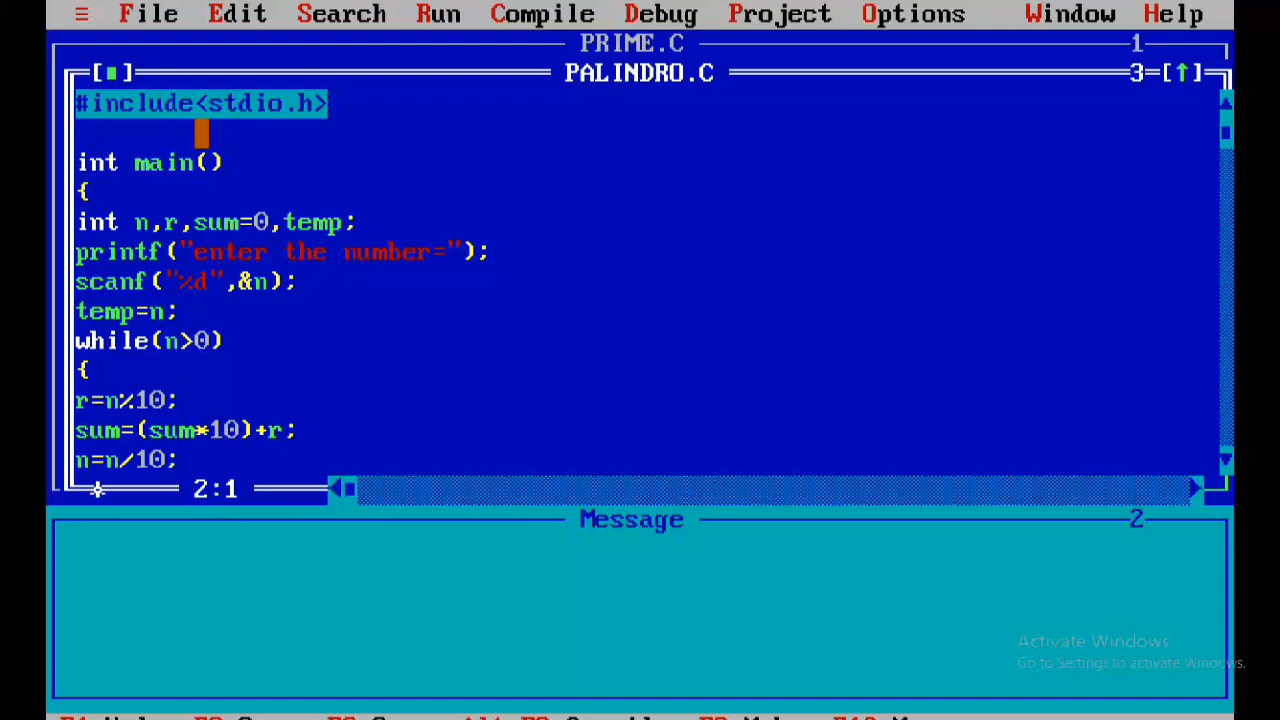 ≡ File Edit Search Run Compile Debug Project Options Window Help
PRIME.C 1
[■] PALINDRO.C 3=[↑]
#include<stdio.h>
int main()
{
int n,r,sum=0,temp;
printf("enter the number=");
scanf("%d",&n);
temp=n;
while(n>0)
{
r=n%10;
sum=(sum*10)+r;
n=n/10;
2:1
Message 2
Activate Windows
Go to Settings to activate Windows.